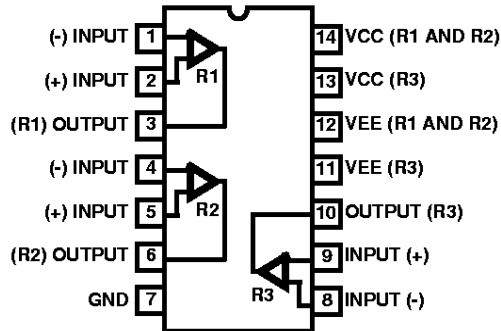 (-) INPUT 1
(+) INPUT 2
(R1) OUTPUT 3
(-) INPUT 4
(+) INPUT 5
(R2) OUTPUT 6
GND 7
R1
R2
R3
14 VCC (R1 AND R2)
13 VCC (R3)
12 VEE (R1 AND R2)
11 VEE (R3)
10 OUTPUT (R3)
9 INPUT (+)
8 INPUT (-)